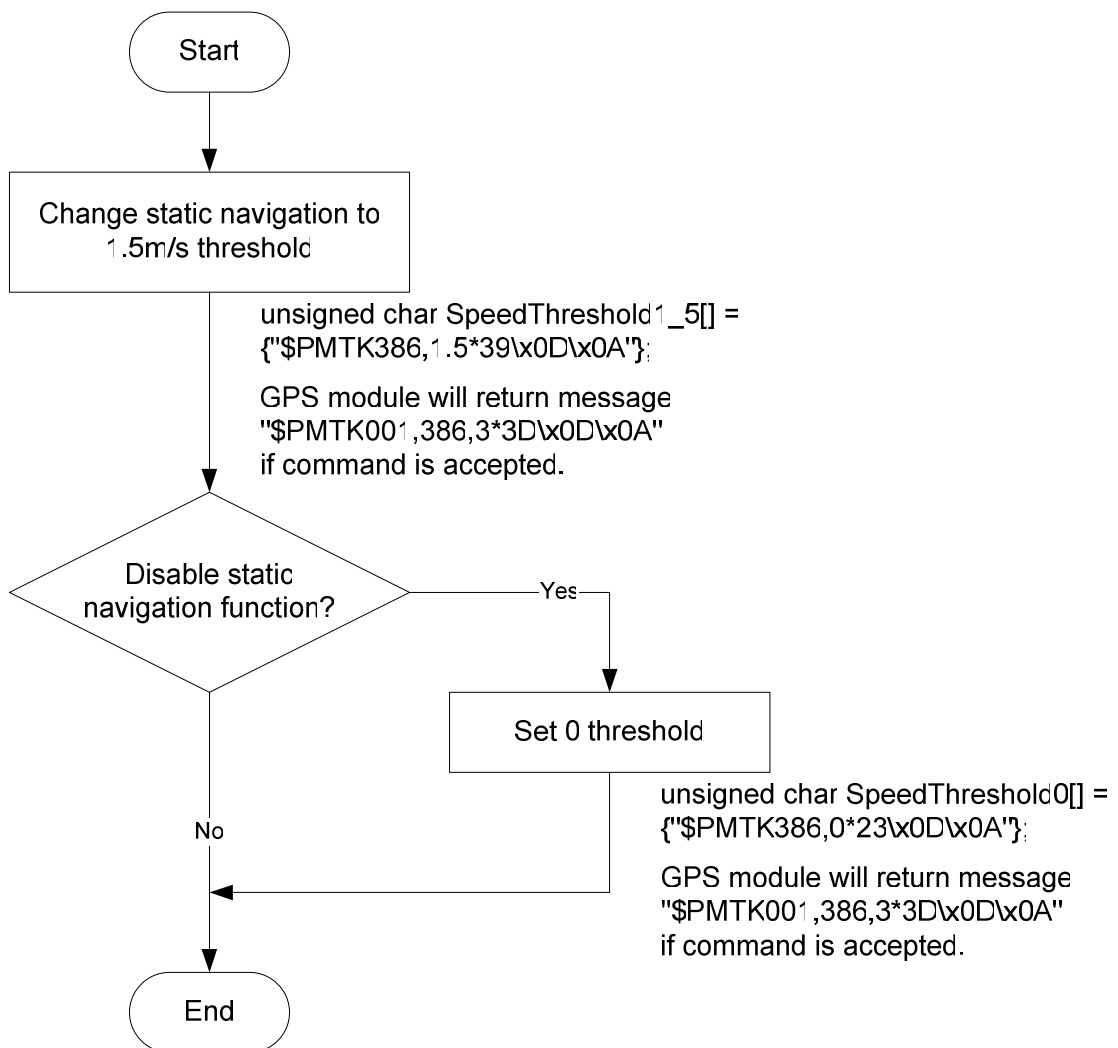 Start
Change static navigation to
1.5m/s threshold
unsigned char SpeedThreshold1_5[] =
{"$PMTK386,1.5*39\x0D\x0A"};
GPS module will return message
"$PMTK001,386,3*3D\x0D\x0A"
if command is accepted.
Disable static
navigation function?
Yes
Set 0 threshold
unsigned char SpeedThreshold0[] =
{"$PMTK386,0*23\x0D\x0A"};
No
GPS module will return message
"$PMTK001,386,3*3D\x0D\x0A"
if command is accepted.
End